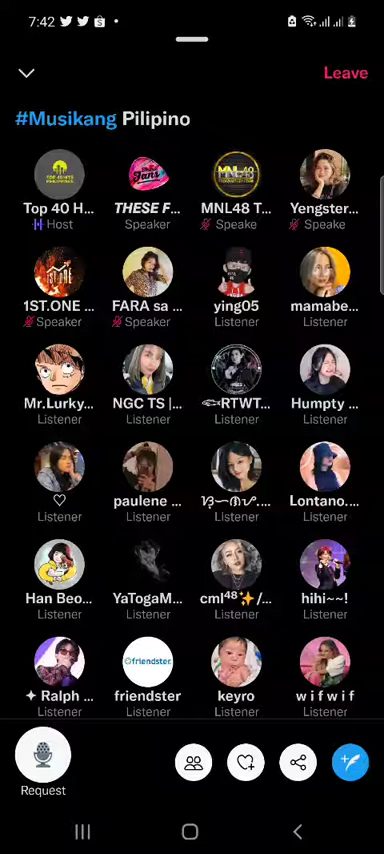 7:42
Leave
#Musikang Pilipino
Top 40 H... THESE F... MNL48 T... Yengster...
Host Speaker Speake Speake
1ST.ONE ... FARA sa ... ying05 mamabe...
Speaker Speaker Listener Listener
Mr.Lurky... NGC TS |... RTWT... Humpty ...
Listener Listener Listener Listener
♡ paulene ... Lontano....
Listener Listener Listener Listener
Han Beo... YaTogaM... cml⁴⁸✨/... hihi~~!
Listener Listener Listener Listener
✦ Ralph ... friendster keyro w i f w i f
Listener Listener Listener Listener
friendster
Request